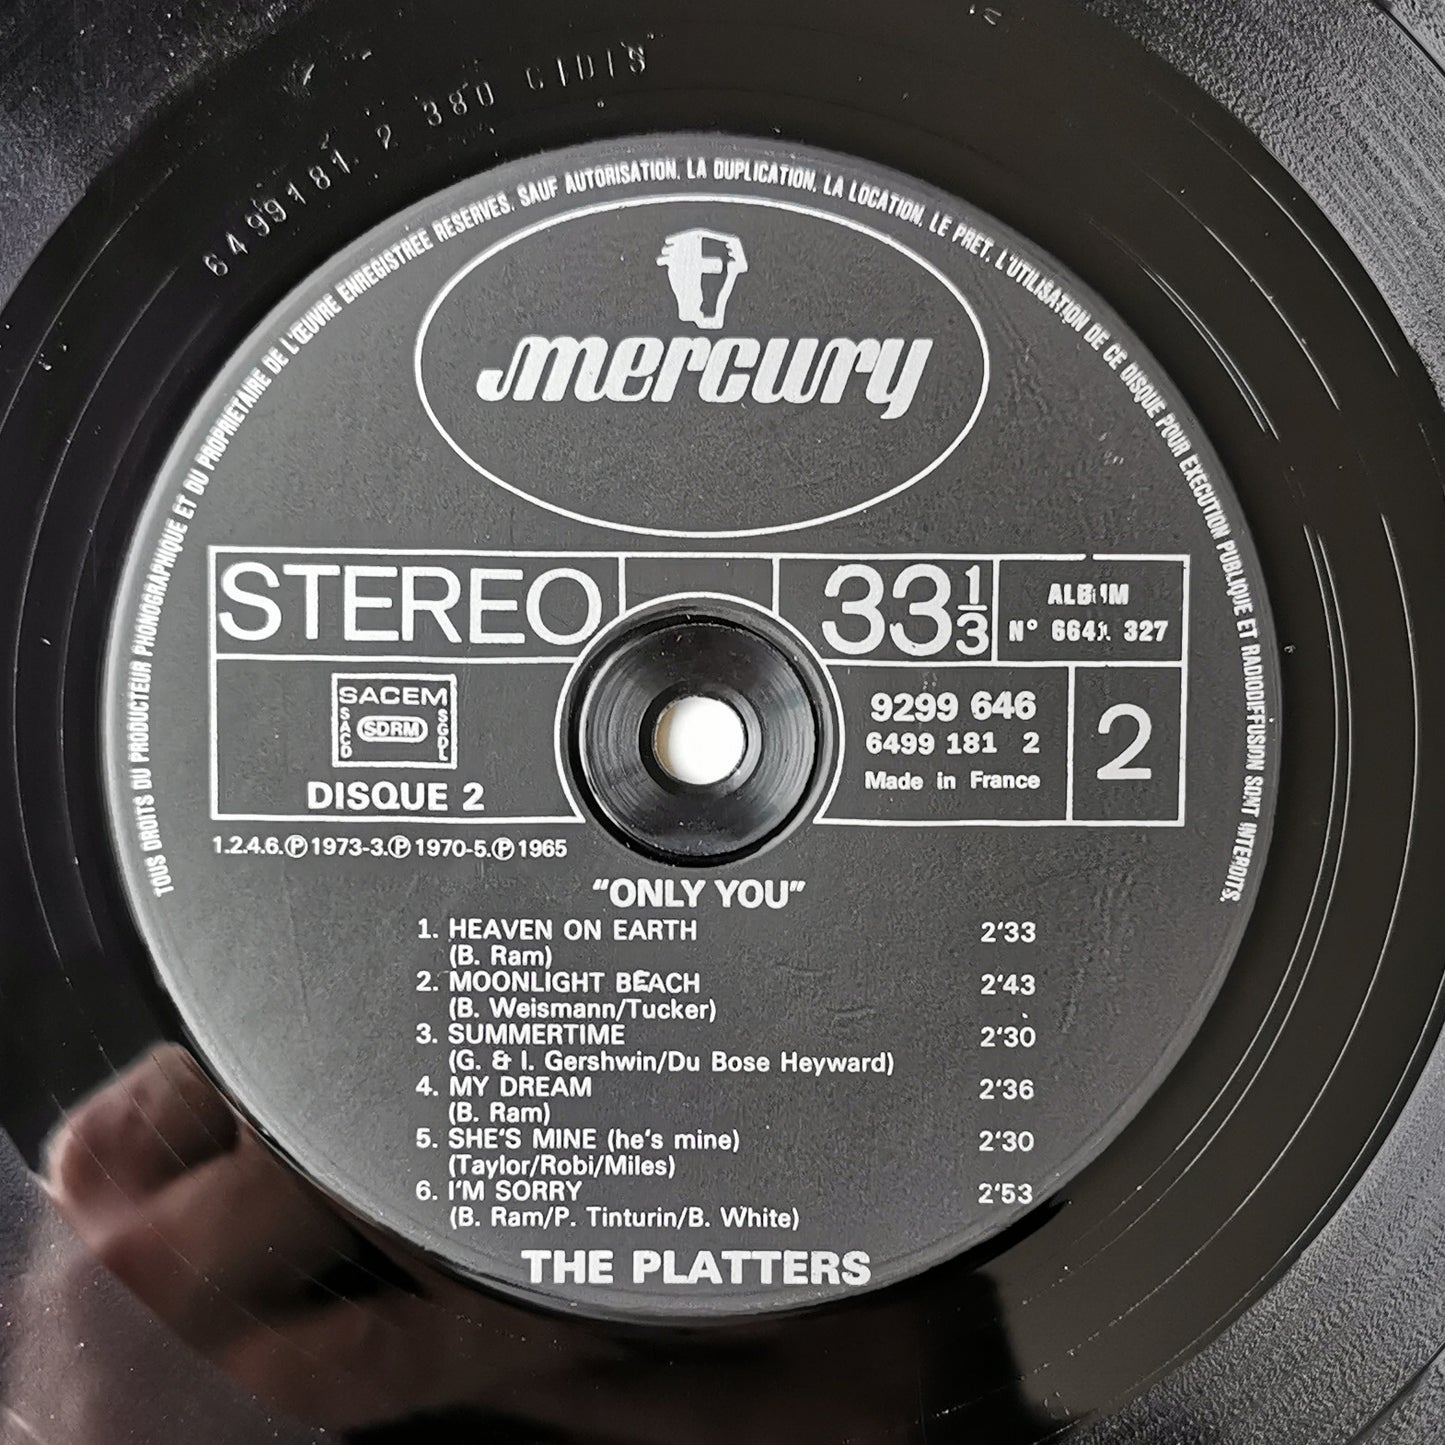 6499181 2 380 CIDIS
TOUS DROITS DU PRODUCTEUR PHONOGRAPHIQUE ET DU PROPRIETAIRE DE L'ŒUVRE ENREGISTREE RESERVES. SAUF AUTORISATION, LA DUPLICATION, LA LOCATION, LE PRET, L'UTILISATION DE CE DISQUE POUR EXECUTION PUBLIQUE ET RADIODIFFUSION SONT INTERDITS.
mercury
STEREO
33 1/3
ALBUM
N° 6641 327
SACEM
SACD
SDRM
SGDL
DISQUE 2
9299 646
6499 181 2
Made in France
2
1.2.4.6.℗1973-3.℗1970-5.℗1965
"ONLY YOU"
1. HEAVEN ON EARTH 2'33
(B. Ram)
2. MOONLIGHT BEACH 2'43
(B. Weismann/Tucker)
3. SUMMERTIME 2'30
(G. & I. Gershwin/Du Bose Heyward)
4. MY DREAM 2'36
(B. Ram)
5. SHE'S MINE (he's mine) 2'30
(Taylor/Robi/Miles)
6. I'M SORRY 2'53
(B. Ram/P. Tinturin/B. White)
THE PLATTERS